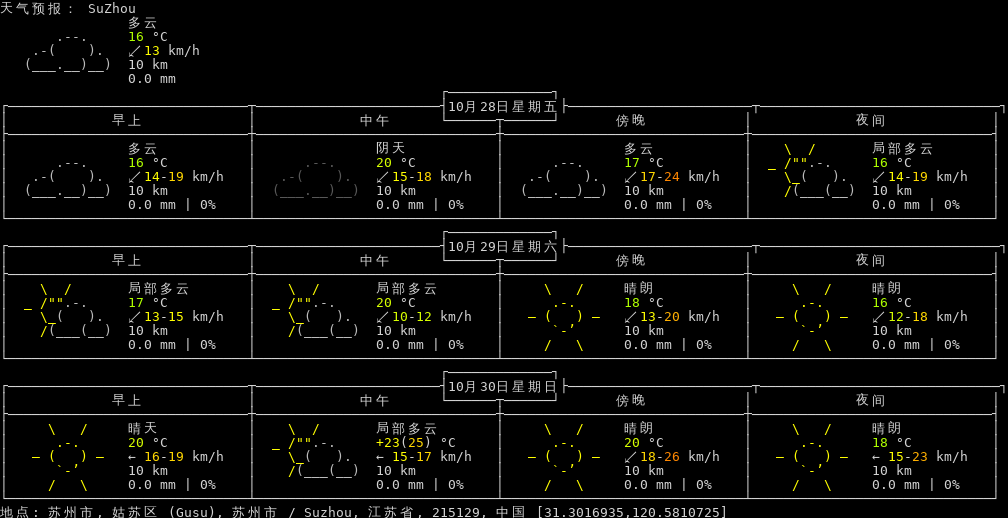 天气预报: SuZhou
多云
16 °C
↙13 km/h
10 km
0.0 mm
10月28日星期五
早上 中午 傍晚 夜间
多云 阴天 多云 局部多云
16 °C 20 °C 17 °C 16 °C
↙14-19 km/h ↙15-18 km/h ↙17-24 km/h ↙14-19 km/h
10 km 10 km 10 km 10 km
0.0 mm | 0% 0.0 mm | 0% 0.0 mm | 0% 0.0 mm | 0%
10月29日星期六
早上 中午 傍晚 夜间
局部多云 局部多云 晴朗 晴朗
17 °C 20 °C 18 °C 16 °C
↙13-15 km/h ↙10-12 km/h ↙13-20 km/h ↙12-18 km/h
10 km 10 km 10 km 10 km
0.0 mm | 0% 0.0 mm | 0% 0.0 mm | 0% 0.0 mm | 0%
10月30日星期日
早上 中午 傍晚 夜间
晴天 局部多云 晴朗 晴朗
20 °C +23(25) °C 20 °C 18 °C
← 16-19 km/h ← 15-17 km/h ↙18-26 km/h ← 15-23 km/h
10 km 10 km 10 km 10 km
0.0 mm | 0% 0.0 mm | 0% 0.0 mm | 0% 0.0 mm | 0%
地点: 苏州市, 姑苏区 (Gusu), 苏州市 / Suzhou, 江苏省, 215129, 中国 [31.3016935,120.5810725]